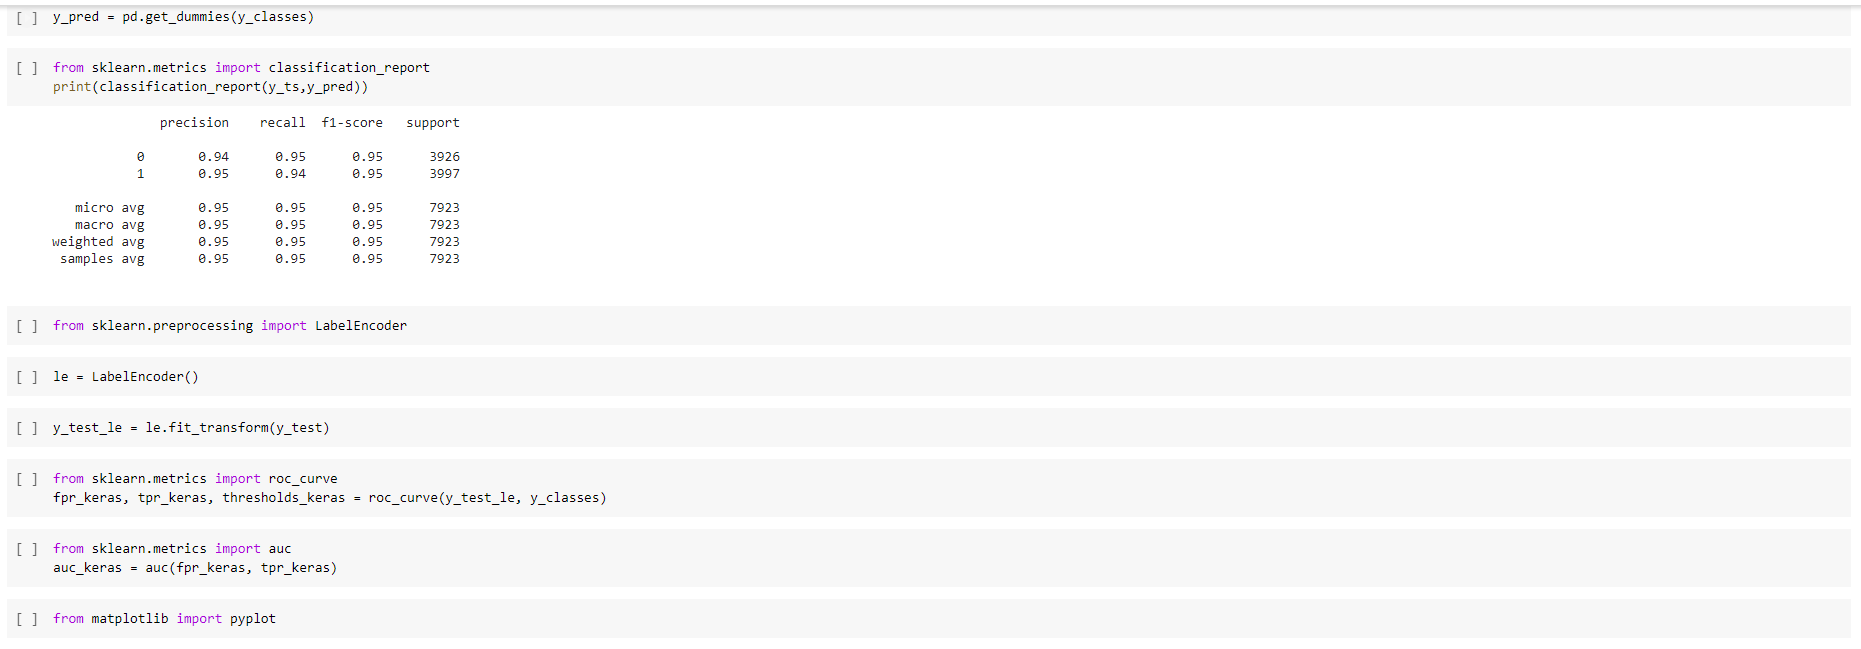 [ ] y_pred = pd.get_dummies(y_classes)
[ ] from sklearn.metrics import classification_report
print(classification_report(y_ts,y_pred))
precision recall f1-score support
0 0.94 0.95 0.95 3926
1 0.95 0.94 0.95 3997
micro avg 0.95 0.95 0.95 7923
macro avg 0.95 0.95 0.95 7923
weighted avg 0.95 0.95 0.95 7923
samples avg 0.95 0.95 0.95 7923
[ ] from sklearn.preprocessing import LabelEncoder
[ ] le = LabelEncoder()
[ ] y_test_le = le.fit_transform(y_test)
[ ] from sklearn.metrics import roc_curve
fpr_keras, tpr_keras, thresholds_keras = roc_curve(y_test_le, y_classes)
[ ] from sklearn.metrics import auc
auc_keras = auc(fpr_keras, tpr_keras)
[ ] from matplotlib import pyplot